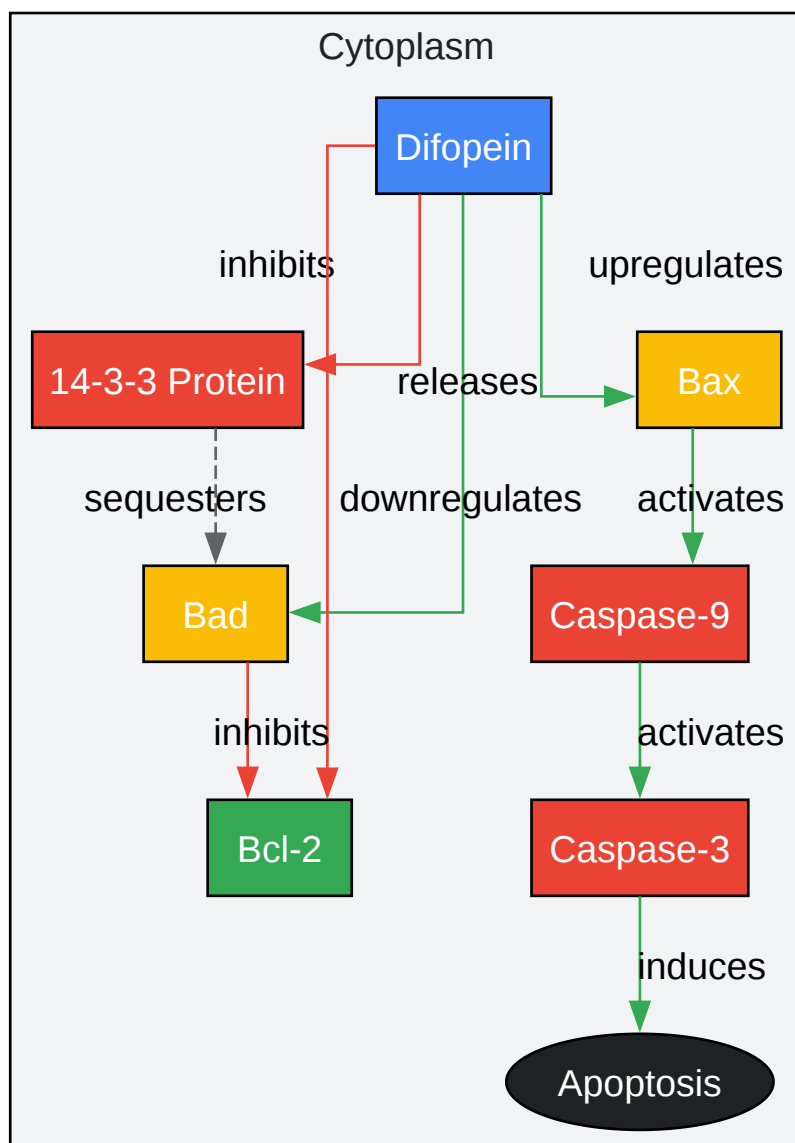 Cytoplasm
Difopein
inhibits
upregulates
14-3-3 Protein
releases
Bax
sequesters
downregulates
activates
Bad
Caspase-9
inhibits
activates
Bcl-2
Caspase-3
induces
Apoptosis